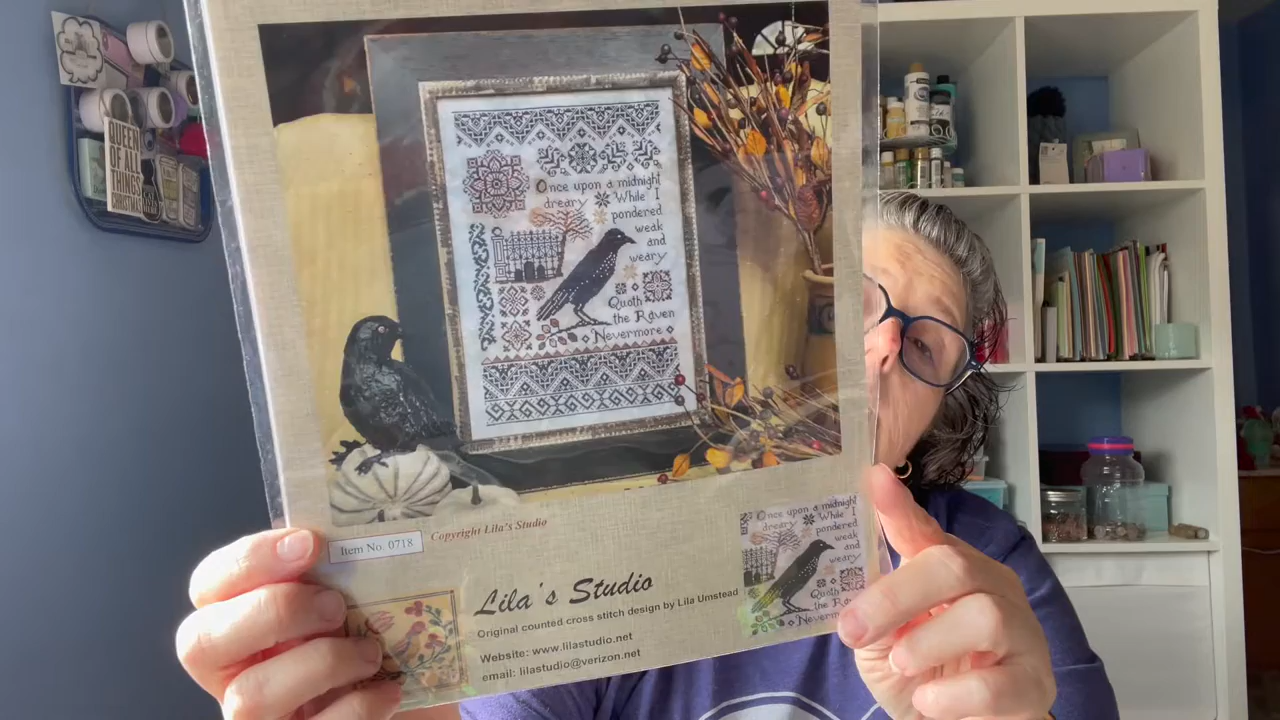 QUEEN
OF ALL
THINGS
CHRISTMAS
Once upon a midnight
dreary While I
pondered
weak
and
weary
Quoth
the Raven
Nevermore
Item No. 0718
Copyright Lila's Studio
Lila's Studio
Original counted cross stitch design by Lila Umstead
Website: www.lilastudio.net
email: lilastudio@verizon.net
Once upon a midnight
dreary While I
pondered
weak
and
weary
Quoth
the Raven